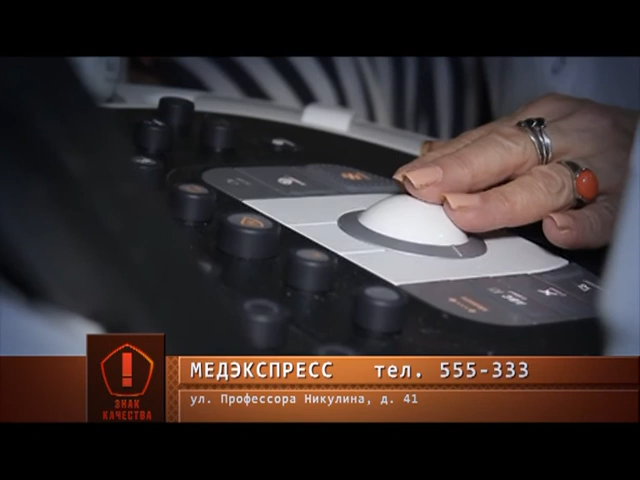 МЕДЭКСПРЕСС тел. 555-333
ул. Профессора Никулина, д. 41
ЗНАК
КАЧЕСТВА